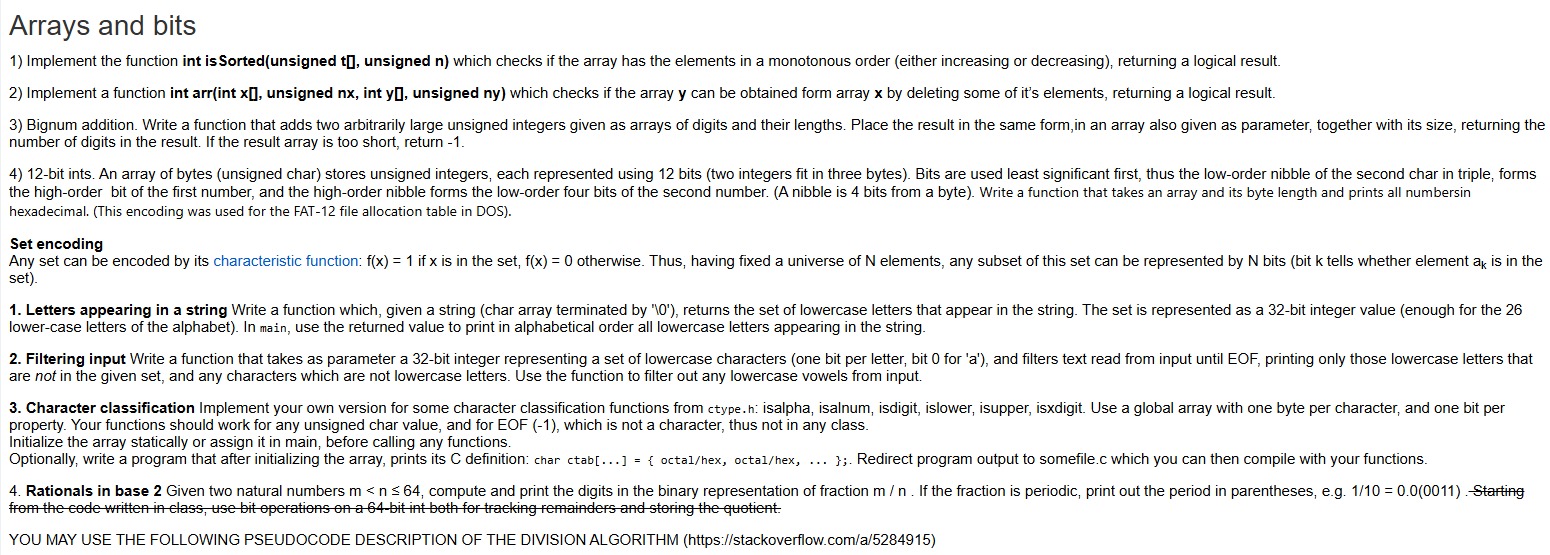 Arrays and bits
1) Implement the function int isSorted(unsigned t[], unsigned n) which checks if the array has the elements in a monotonous order (either increasing or decreasing), returning a logical result.
2) Implement a function int arr(int x[], unsigned nx, int y[], unsigned ny) which checks if the array y can be obtained form array x by deleting some of it's elements, returning a logical result.
3) Bignum addition. Write a function that adds two arbitrarily large unsigned integers given as arrays of digits and their lengths. Place the result in the same form,in an array also given as parameter, together with its size, returning the
number of digits in the result. If the result array is too short, return -1.
4) 12-bit ints. An array of bytes (unsigned char) stores unsigned integers, each represented using 12 bits (two integers fit in three bytes). Bits are used least significant first, thus the low-order nibble of the second char in triple, forms
the high-order bit of the first number, and the high-order nibble forms the low-order four bits of the second number. (A nibble is 4 bits from a byte). Write a function that takes an array and its byte length and prints all numbersin
hexadecimal. (This encoding was used for the FAT-12 file allocation table in DOS).
Set encoding
Any set can be encoded by its characteristic function: f(x) = 1 if x is in the set, f(x) = 0 otherwise. Thus, having fixed a universe of N elements, any subset of this set can be represented by N bits (bit k tells whether element ak is in the
set).
1. Letters appearing in a string Write a function which, given a string (char array terminated by '\0'), returns the set of lowercase letters that appear in the string. The set is represented as a 32-bit integer value (enough for the 26
lower-case letters of the alphabet). In main, use the returned value to print in alphabetical order all lowercase letters appearing in the string.
2. Filtering input Write a function that takes as parameter a 32-bit integer representing a set of lowercase characters (one bit per letter, bit 0 for 'a'), and filters text read from input until EOF, printing only those lowercase letters that
are not in the given set, and any characters which are not lowercase letters. Use the function to filter out any lowercase vowels from input.
3. Character classification Implement your own version for some character classification functions from ctype.h: isalpha, isalnum, isdigit, islower, isupper, isxdigit. Use a global array with one byte per character, and one bit per
property. Your functions should work for any unsigned char value, and for EOF (-1), which is not a character, thus not in any class.
Initialize the array statically or assign it in main, before calling any functions.
Optionally, write a program that after initializing the array, prints its C definition: char ctab[...] = { octal/hex, octal/hex, ... };. Redirect program output to somefile.c which you can then compile with your functions.
4. Rationals in base 2 Given two natural numbers m < n ≤ 64, compute and print the digits in the binary representation of fraction m / n . If the fraction is periodic, print out the period in parentheses, e.g. 1/10 = 0.0(0011) . Starting
from the code written in class, use bit operations on a 64-bit int both for tracking remainders and storing the quotient.
YOU MAY USE THE FOLLOWING PSEUDOCODE DESCRIPTION OF THE DIVISION ALGORITHM (https://stackoverflow.com/a/5284915)